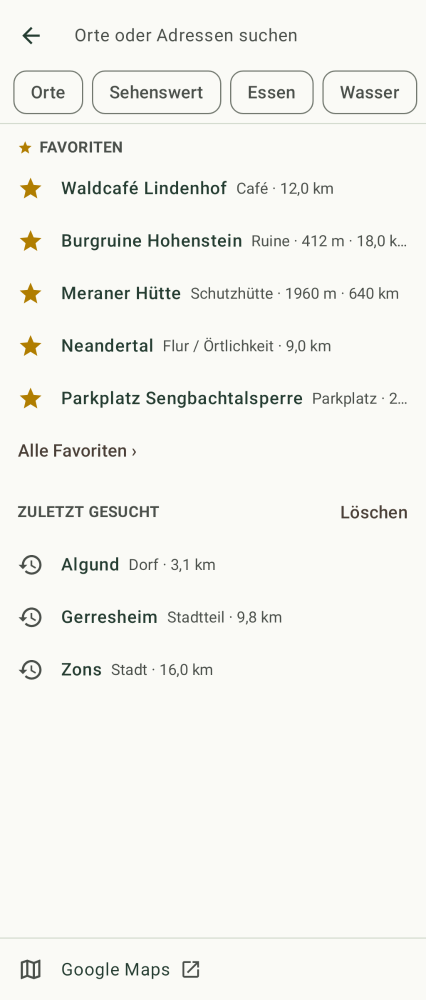 Orte oder Adressen suchen
Orte Sehenswert Essen Wasser
FAVORITEN
Waldcafé Lindenhof Café · 12,0 km
Burgruine Hohenstein Ruine · 412 m · 18,0 k...
Meraner Hütte Schutzhütte · 1960 m · 640 km
Neandertal Flur / Örtlichkeit · 9,0 km
Parkplatz Sengbachtalsperre Parkplatz · 2...
Alle Favoriten ›
ZULETZT GESUCHT Löschen
Algund Dorf · 3,1 km
Gerresheim Stadtteil · 9,8 km
Zons Stadt · 16,0 km
Google Maps